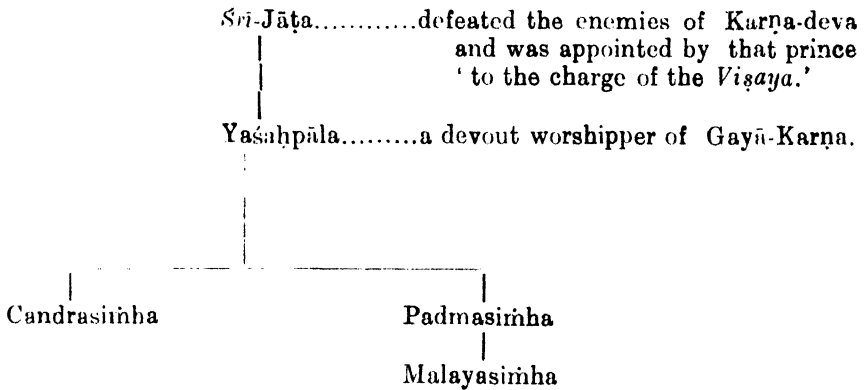 Śri-Jāṭa............defeated the enemies of Karṇa-deva
and was appointed by that prince
' to the charge of the Viṣaya.'
Yaśaḥpāla.........a devout worshipper of Gayā-Karṇa.
Candrasiṁha Padmasiṁha
Malayasiṁha